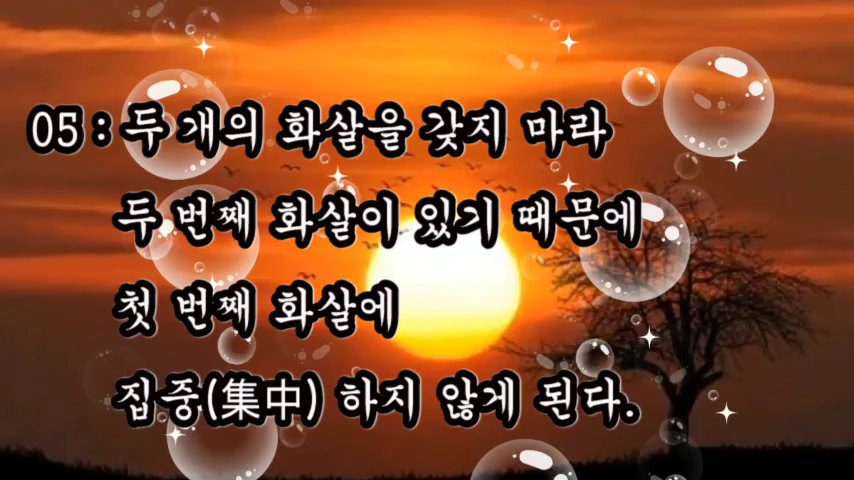 05 : 두 개의 화살을 갖지 마라
두 번째 화살이 있기 때문에
첫 번째 화살에
집중(集中) 하지 않게 된다.